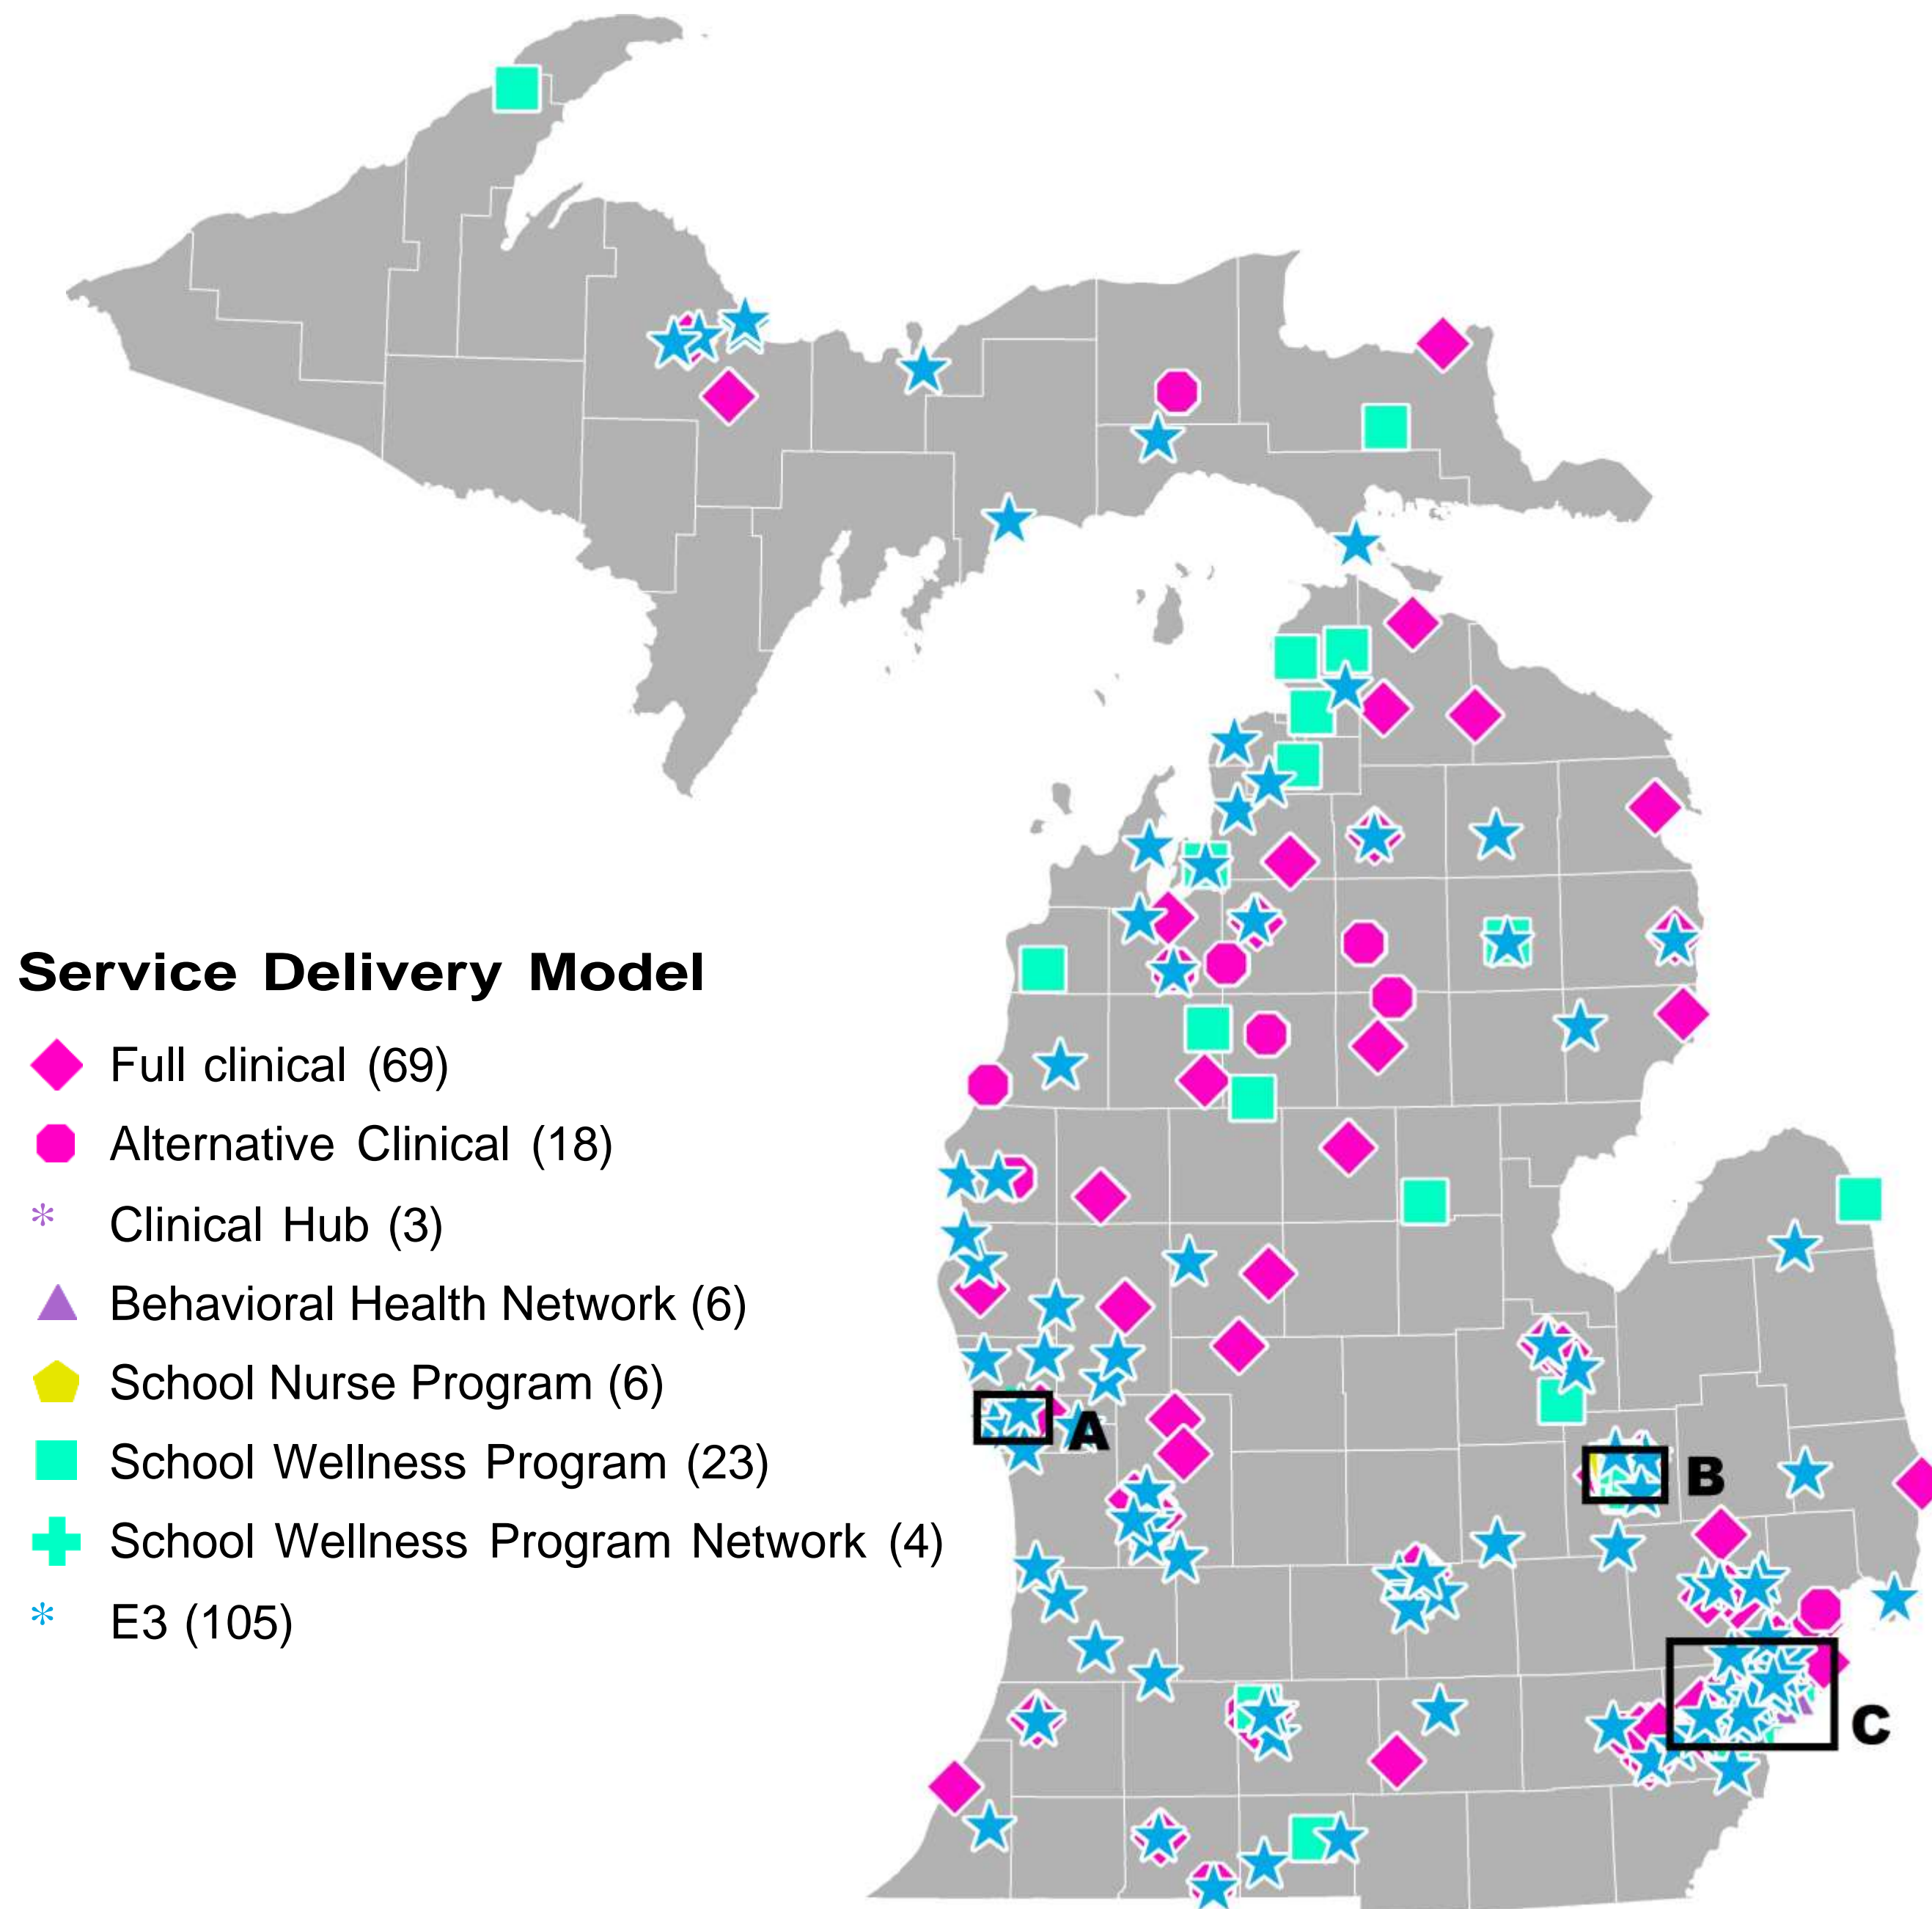 Service Delivery Model
Full clinical (69)
Alternative Clinical (18)
* Clinical Hub (3)
Behavioral Health Network (6)
School Nurse Program (6)
School Wellness Program (23)
School Wellness Program Network (4)
* E3 (105)
A
B
C